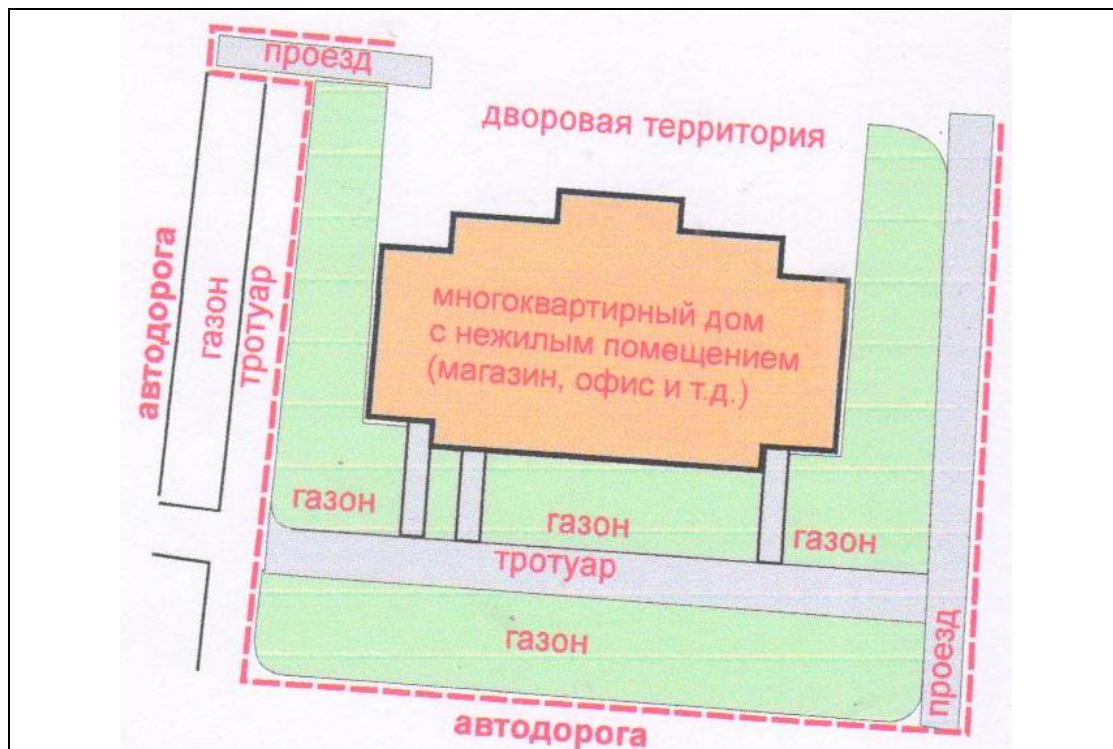 проезд
дворовая территория
автодорога
газон
тротуар
многоквартирный дом
с нежилым помещением
(магазин, офис и т.д.)
газон
газон
газон
тротуар
газон
проезд
автодорога